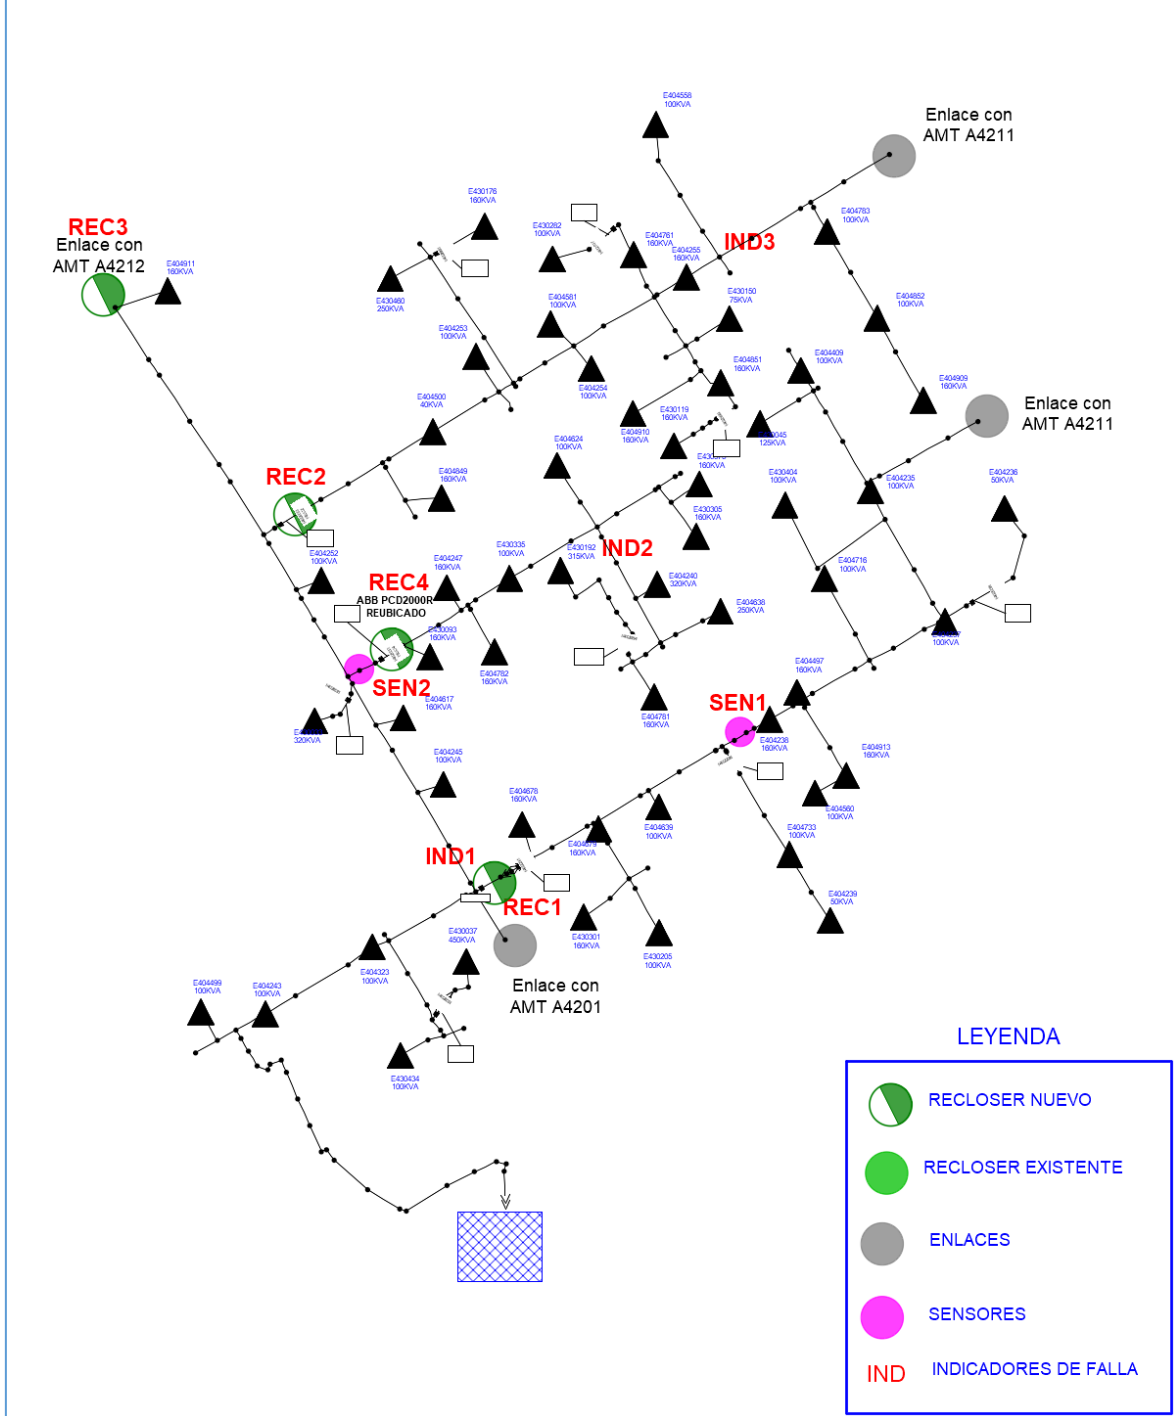 E404558
100KVA
Enlace con
AMT A4211
E430176
160KVA
REC3
Enlace con
AMT A4212
E404911
160KVA
E430282
100KVA
E404761
160KVA
E404255
160KVA
IND3
E404783
100KVA
E430460
250KVA
E404581
100KVA
E430150
75KVA
E404852
100KVA
E404253
100KVA
E404254
100KVA
E404851
160KVA
E404409
100KVA
E404909
160KVA
Enlace con
AMT A4211
E404500
40KVA
E404910
160KVA
E430119
160KVA
125KVA
E404624
100KVA
REC2
E404849
160KVA
160KVA
E430404
100KVA
E404235
100KVA
E404236
50KVA
E430305
160KVA
E404252
100KVA
E404247
160KVA
E430335
100KVA
E430192
315KVA
IND2
E404716
100KVA
REC4
ABB PCD2000R
REUBICADO
E404240
320KVA
E404638
250KVA
E430093
160KVA
E404782
160KVA
100KVA
SEN2
E404497
160KVA
E404617
160KVA
320KVA
E404781
160KVA
SEN1
E404238
160KVA
E404245
100KVA
E404913
160KVA
E404678
160KVA
E404560
100KVA
E404639
100KVA
E404733
100KVA
160KVA
IND1
REC1
E404239
50KVA
E430037
450KVA
E430301
160KVA
E430205
100KVA
E404323
100KVA
E404499
100KVA
E404243
100KVA
Enlace con
AMT A4201
E430434
100KVA
LEYENDA
RECLOSER NUEVO
RECLOSER EXISTENTE
ENLACES
SENSORES
IND
INDICADORES DE FALLA